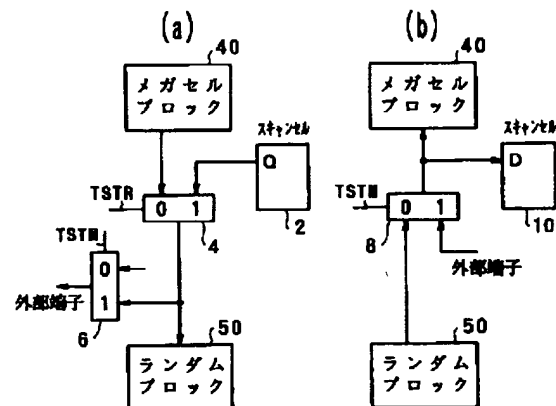 (a)
(b)
40
40
メガセル
ブロック
メガセル
ブロック
スキャンセル
スキャンセル
Q
D
TSTR
0 1
2
TSTM
0 1
10
4
8
TSTM
0
外部端子
外部端子
1
6
50
50
ランダム
ブロック
ランダム
ブロック